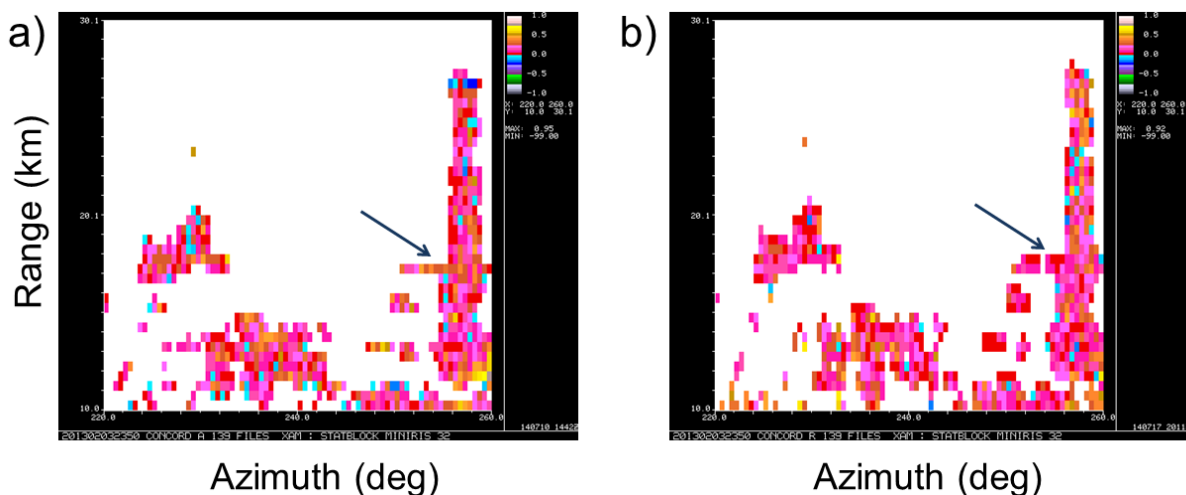 a)
30.1
20.1
10.0
220.0 240.0 260.0
1.0
0.5
0.0
-0.5
-1.0
X: 220.0 260.0
Y: 10.0 30.1
MAX: 0.95
MIN: -99.00
201302032350 CONCORD A 139 FILES XAM : STATBLOCK MINIRIS 32
140710 14420
b)
30.1
20.1
10.0
220.0 240.0 260.0
1.0
0.5
0.0
-0.5
-1.0
X: 220.0 260.0
Y: 10.0 30.1
MAX: 0.92
MIN: -99.00
201302032350 CONCORD R 139 FILES XAM : STATBLOCK MINIRIS 32
140717 2011
Range (km)
Azimuth (deg)
Azimuth (deg)